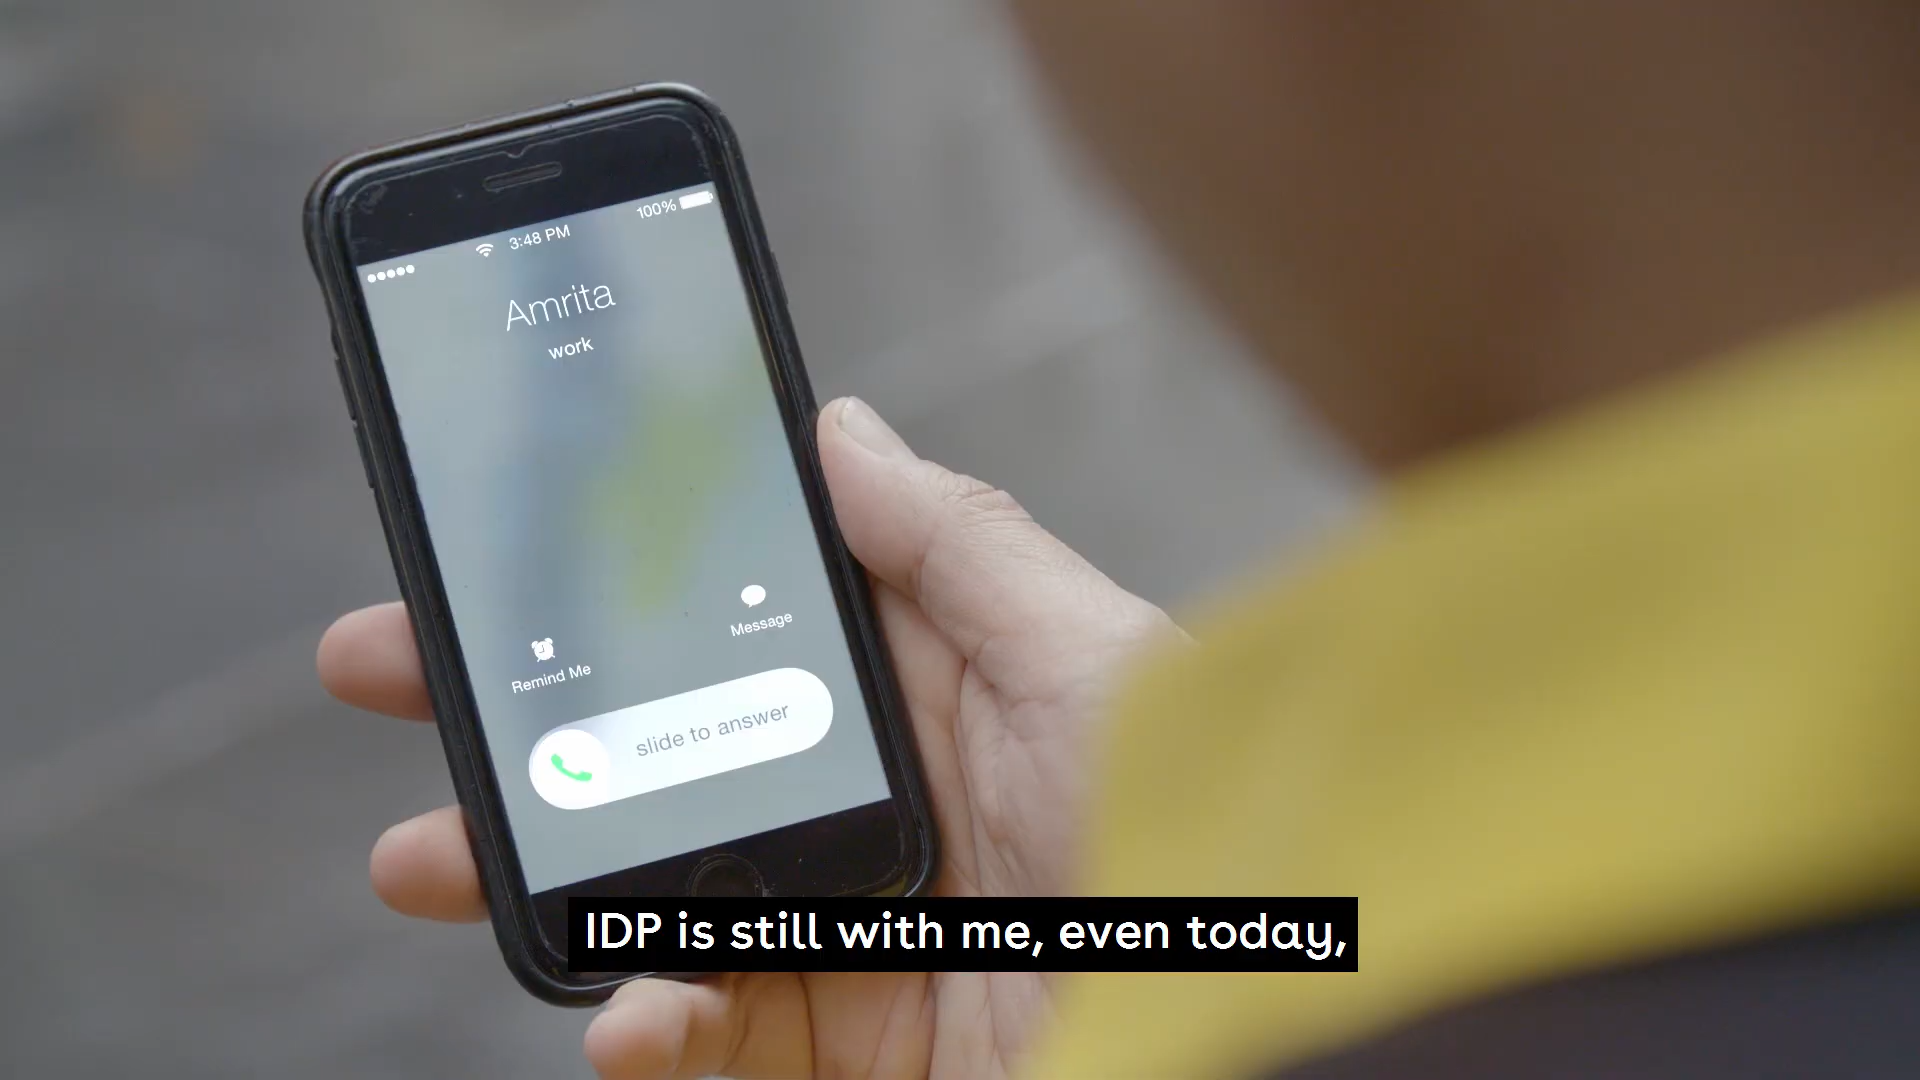 100%
3:48 PM
Amrita
work
Remind Me
Message
slide to answer
IDP is still with me, even today,